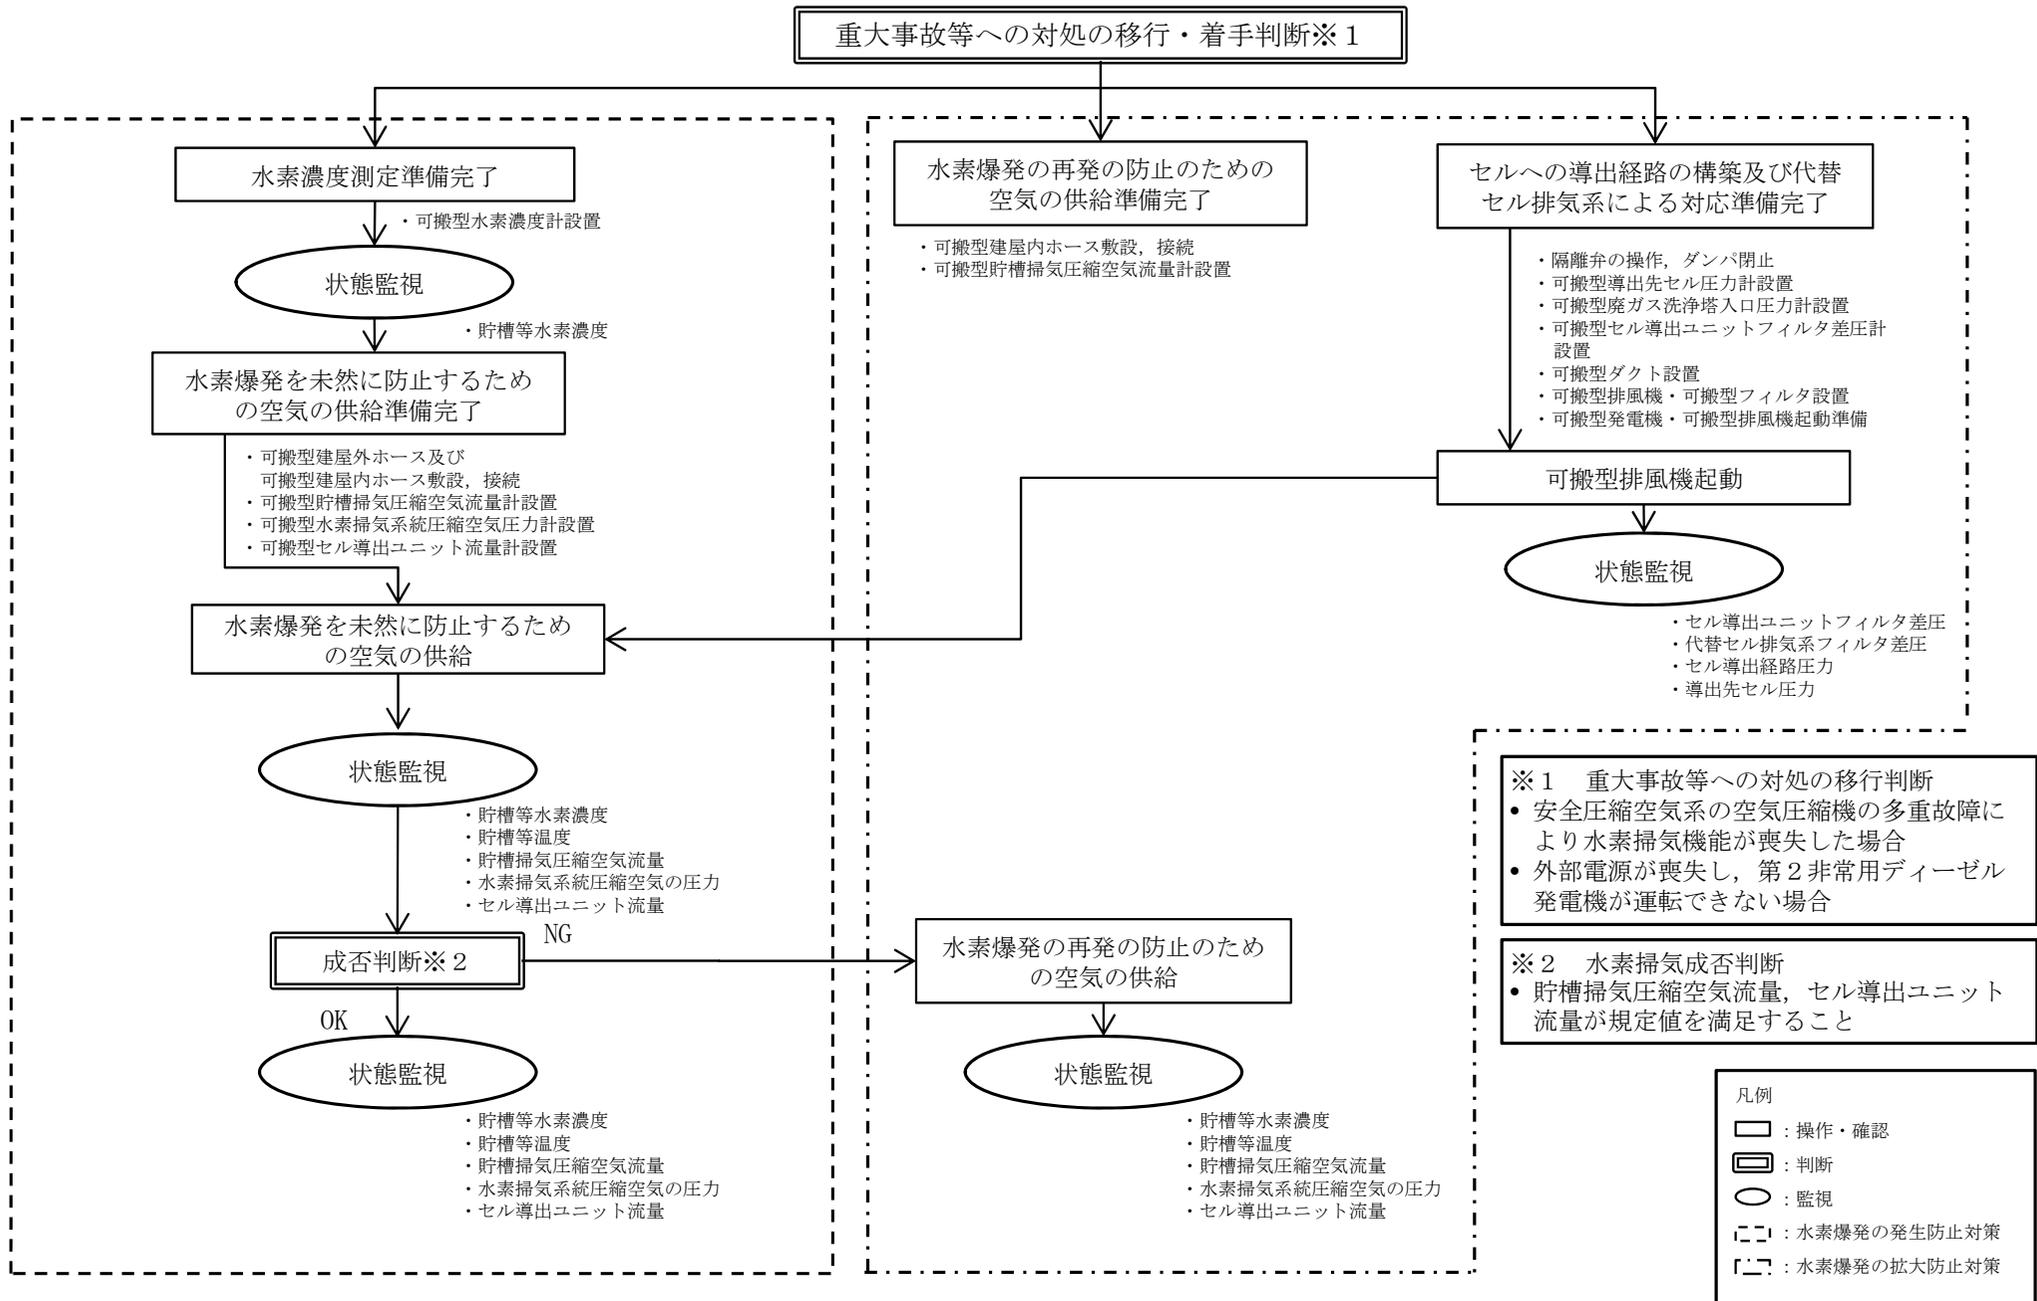 重大事故等への対処の移行・着手判断※１
水素濃度測定準備完了
・可搬型水素濃度計設置
状態監視
・貯槽等水素濃度
水素爆発を未然に防止するため
の空気の供給準備完了
・可搬型建屋外ホース及び
可搬型建屋内ホース敷設，接続
・可搬型貯槽掃気圧縮空気流量計設置
・可搬型水素掃気系統圧縮空気圧力計設置
・可搬型セル導出ユニット流量計設置
水素爆発を未然に防止するため
の空気の供給
状態監視
・貯槽等水素濃度
・貯槽等温度
・貯槽掃気圧縮空気流量
・水素掃気系統圧縮空気の圧力
・セル導出ユニット流量
成否判断※２
NG
OK
状態監視
・貯槽等水素濃度
・貯槽等温度
・貯槽掃気圧縮空気流量
・水素掃気系統圧縮空気の圧力
・セル導出ユニット流量
水素爆発の再発の防止のための
空気の供給準備完了
・可搬型建屋内ホース敷設，接続
・可搬型貯槽掃気圧縮空気流量計設置
水素爆発の再発の防止のため
の空気の供給
状態監視
・貯槽等水素濃度
・貯槽等温度
・貯槽掃気圧縮空気流量
・水素掃気系統圧縮空気の圧力
・セル導出ユニット流量
セルへの導出経路の構築及び代替
セル排気系による対応準備完了
・隔離弁の操作，ダンパ閉止
・可搬型導出先セル圧力計設置
・可搬型廃ガス洗浄塔入口圧力計設置
・可搬型セル導出ユニットフィルタ差圧計
設置
・可搬型ダクト設置
・可搬型排風機・可搬型フィルタ設置
・可搬型発電機・可搬型排風機起動準備
可搬型排風機起動
状態監視
・セル導出ユニットフィルタ差圧
・代替セル排気系フィルタ差圧
・セル導出経路圧力
・導出先セル圧力
※１　重大事故等への対処の移行判断
• 安全圧縮空気系の空気圧縮機の多重故障に
より水素掃気機能が喪失した場合
• 外部電源が喪失し，第２非常用ディーゼル
発電機が運転できない場合
※２　水素掃気成否判断
• 貯槽掃気圧縮空気流量，セル導出ユニット
流量が規定値を満足すること
凡例
：操作・確認
：判断
：監視
：水素爆発の発生防止対策
：水素爆発の拡大防止対策